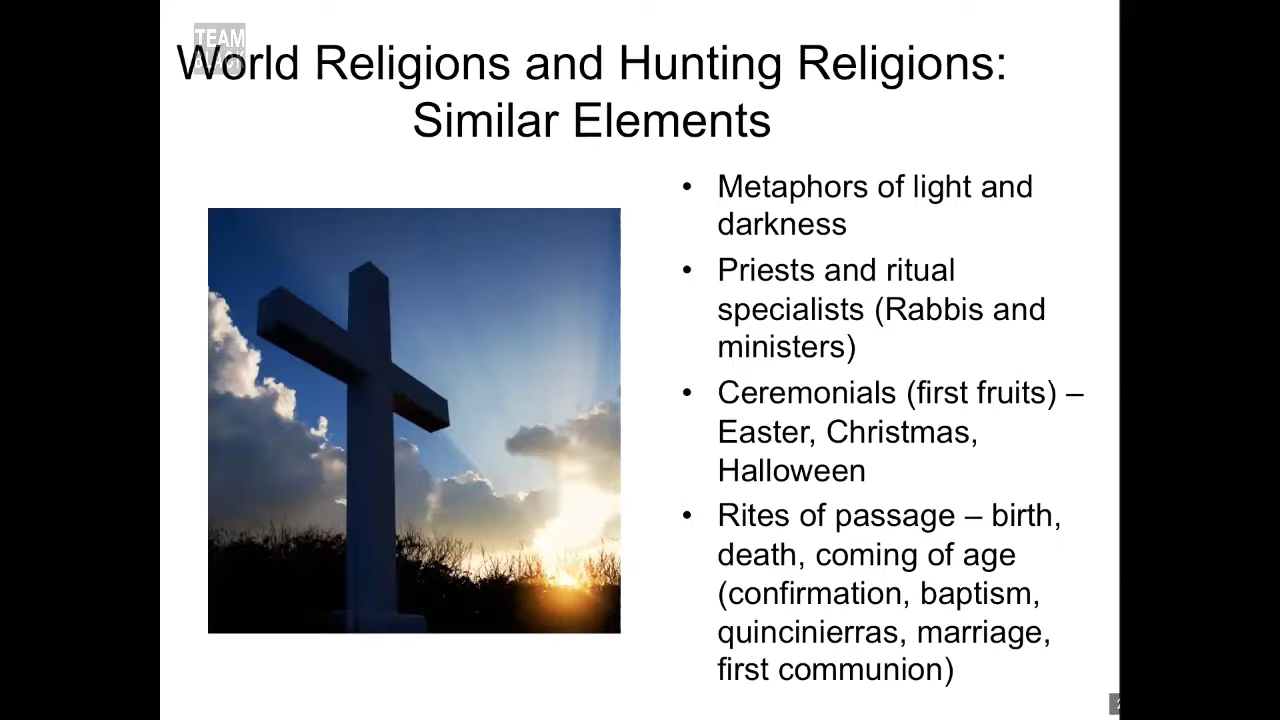 TEAM
BLACK
World Religions and Hunting Religions:
Similar Elements
• Metaphors of light and
darkness
• Priests and ritual
specialists (Rabbis and
ministers)
• Ceremonials (first fruits) –
Easter, Christmas,
Halloween
• Rites of passage – birth,
death, coming of age
(confirmation, baptism,
quincinierras, marriage,
first communion)